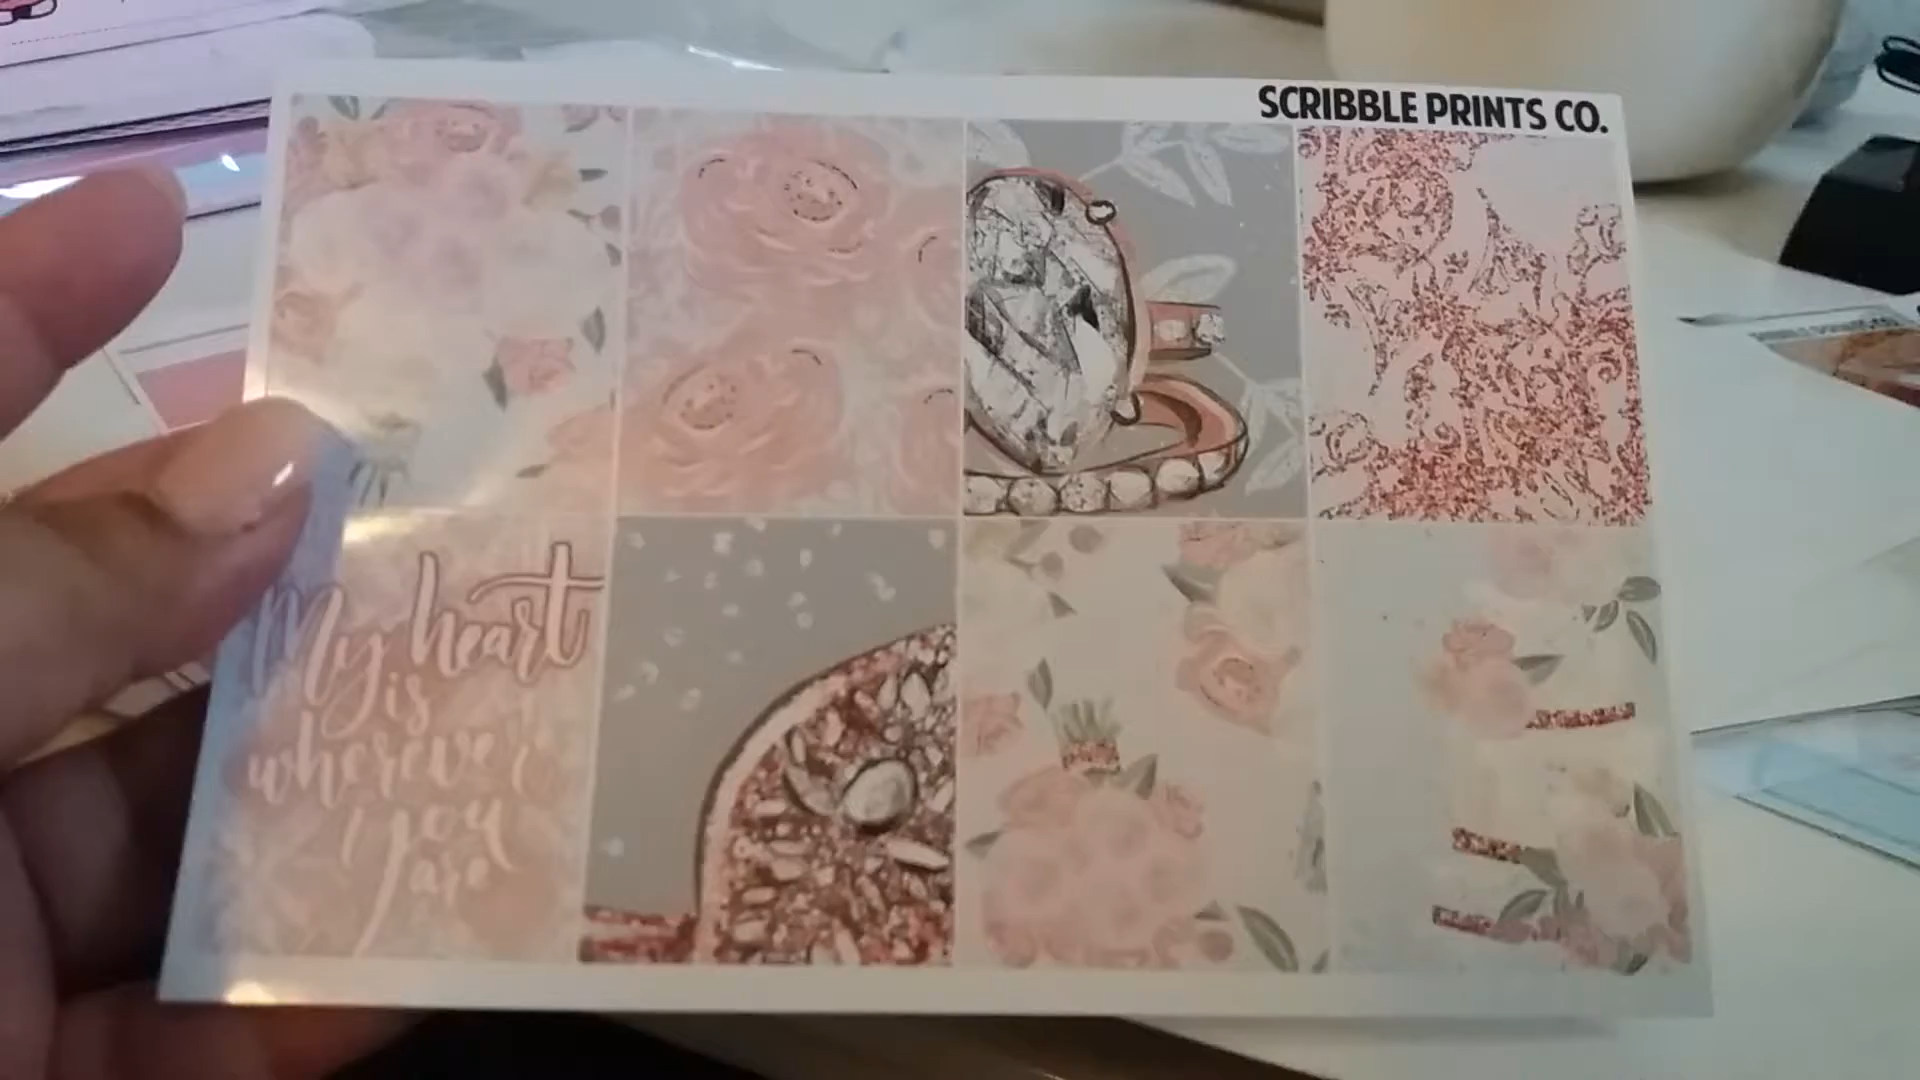 SCRIBBLE PRINTS CO.
My heart
is
wherever
you
are